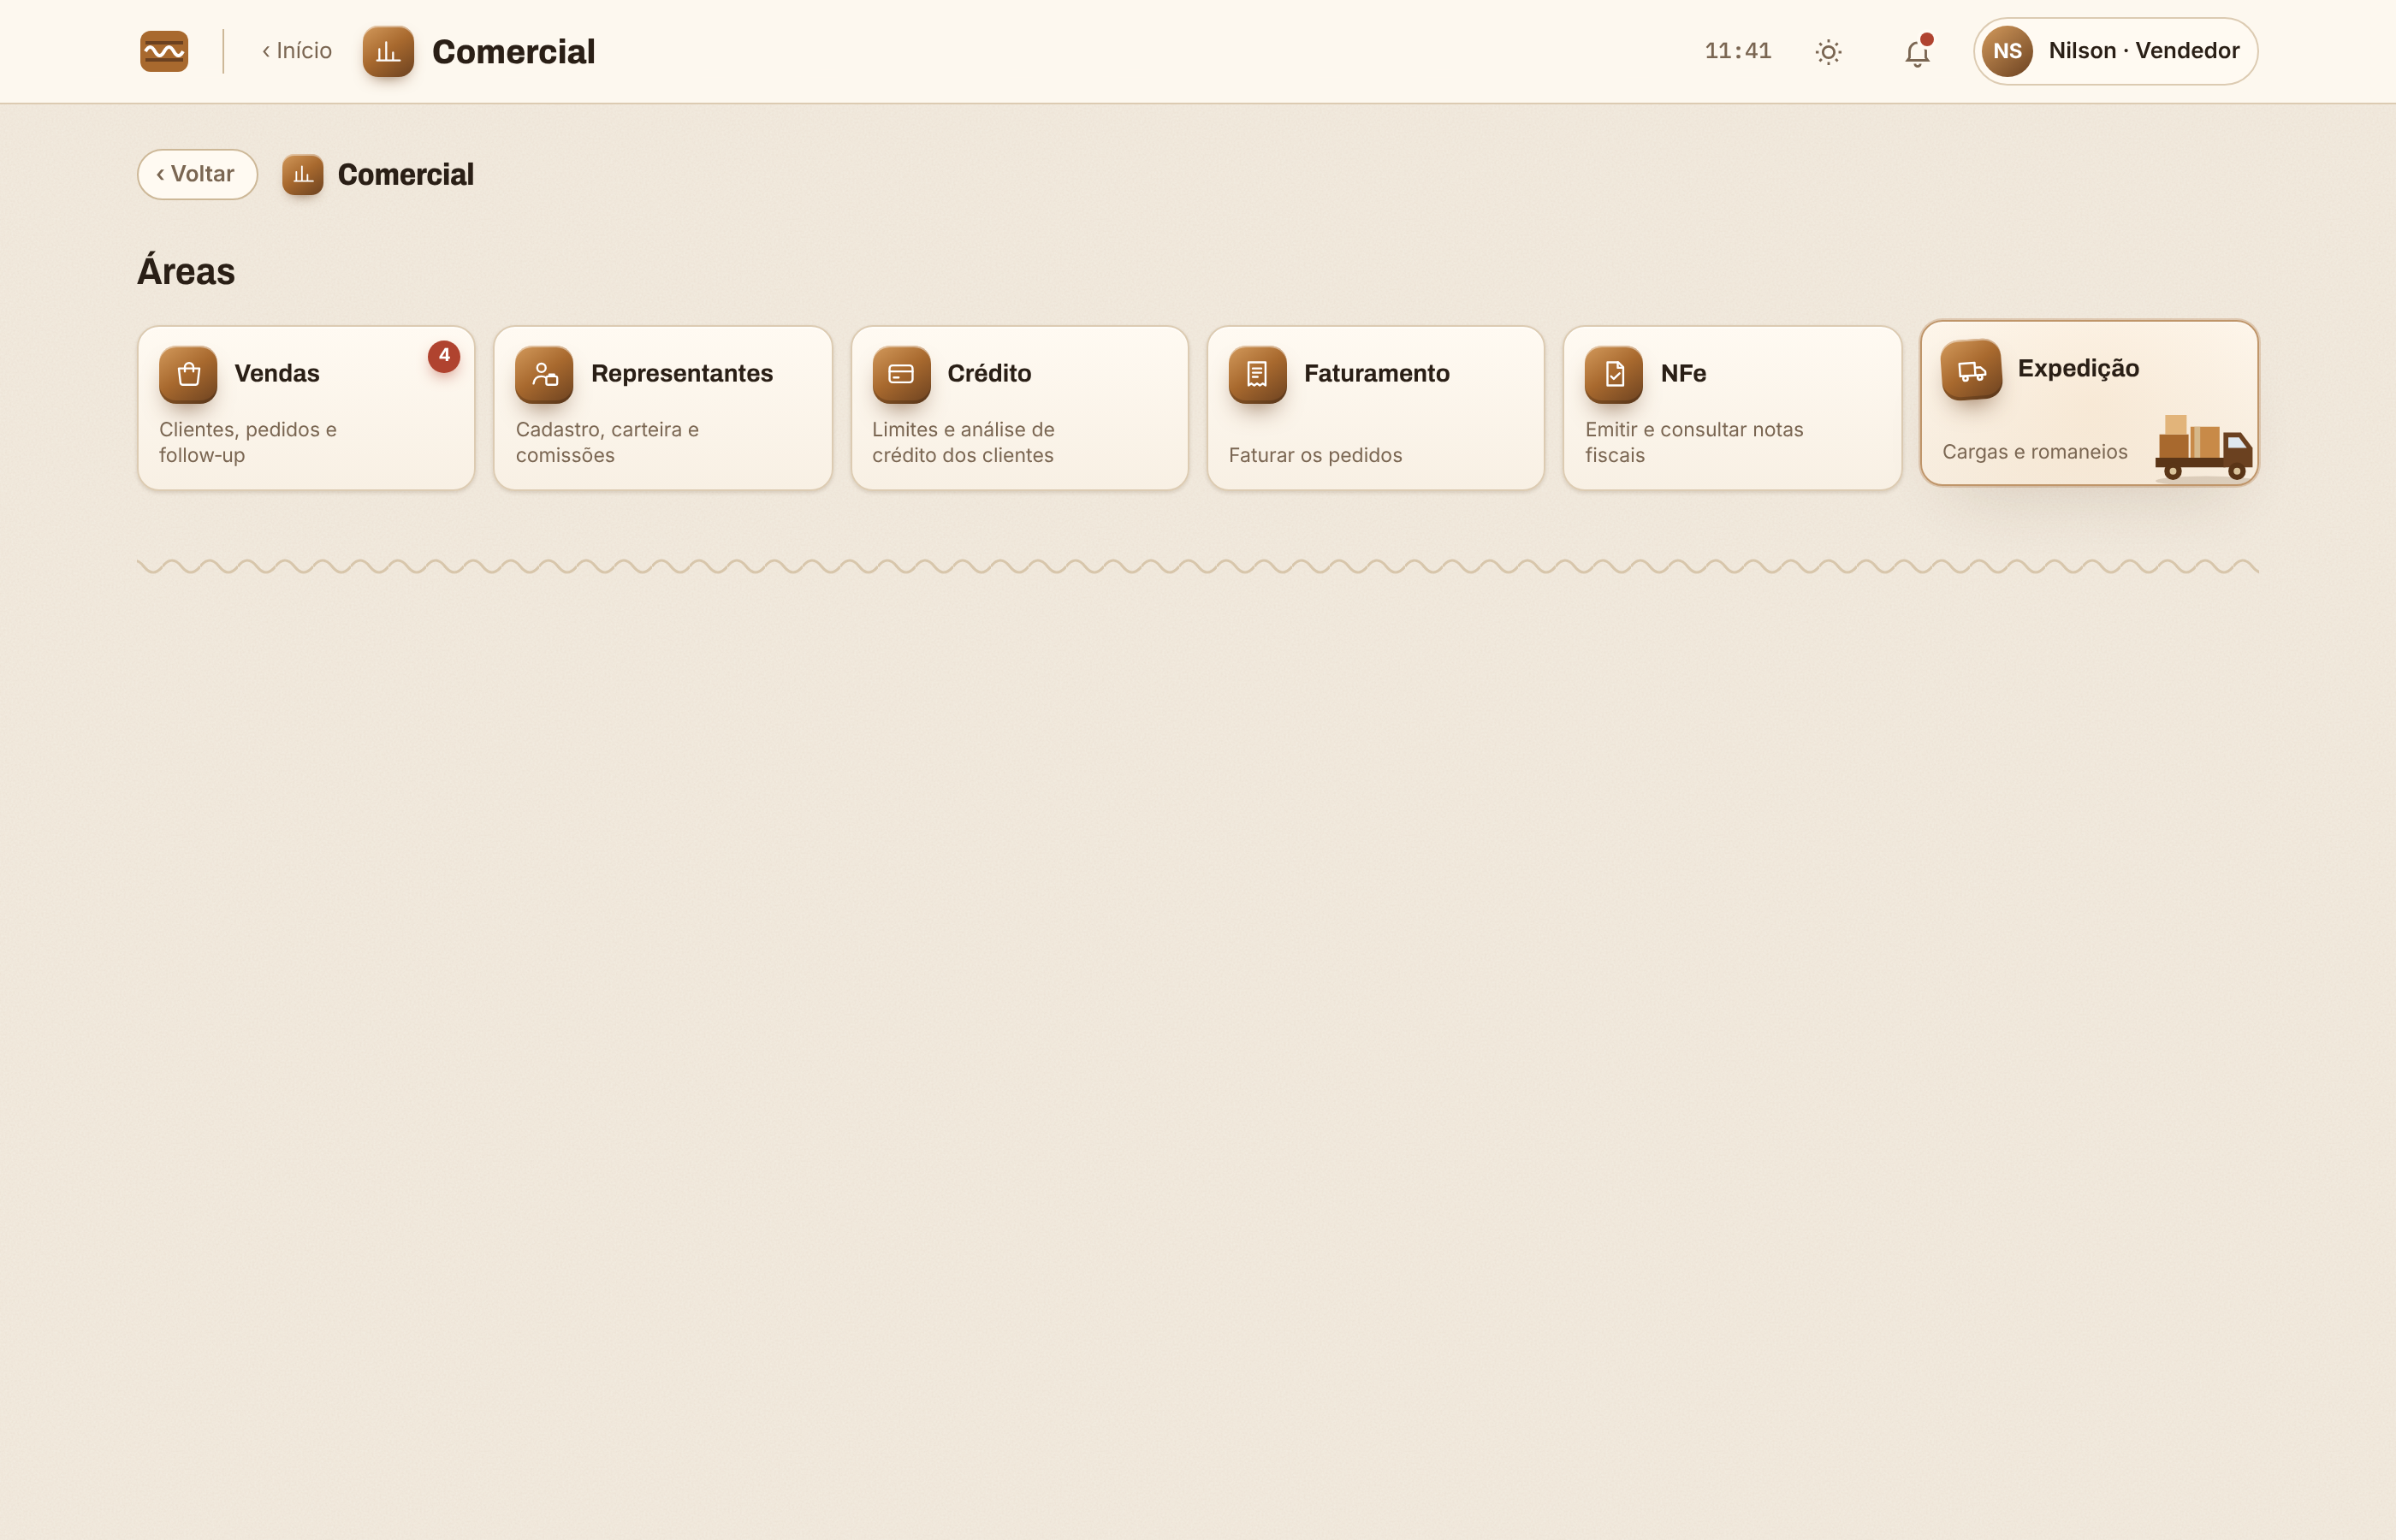 ‹ Início
Comercial
11:41
NS
Nilson · Vendedor
‹ Voltar
Comercial
Áreas
Vendas
4
Clientes, pedidos e
follow-up
Representantes
Cadastro, carteira e
comissões
Crédito
Limites e análise de
crédito dos clientes
Faturamento
Faturar os pedidos
NFe
Emitir e consultar notas
fiscais
Expedição
Cargas e romaneios